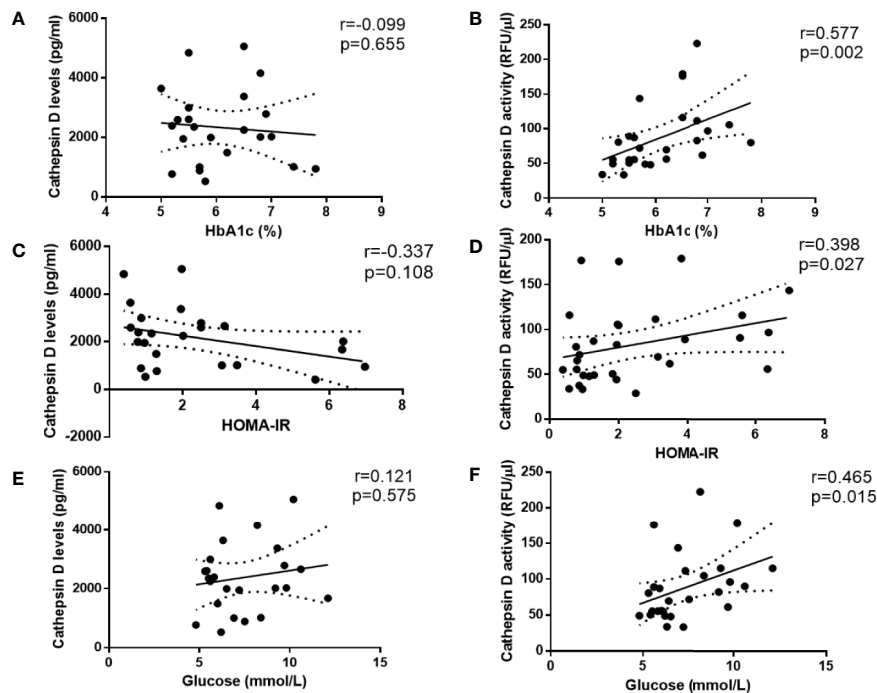 A
r=-0.099
p=0.655
Cathepsin D levels (pg/ml)
6000
4000
2000
0
4 5 6 7 8 9
HbA1c (%)
B
r=0.577
p=0.002
Cathepsin D activity (RFU/µl)
250
200
150
100
50
0
4 5 6 7 8 9
HbA1c (%)
C
r=-0.337
p=0.108
Cathepsin D levels (pg/ml)
6000
4000
2000
0
-2000
2 4 6 8
HOMA-IR
D
r=0.398
p=0.027
Cathepsin D activity (RFU/µl)
200
150
100
50
0
0 2 4 6 8
HOMA-IR
E
r=0.121
p=0.575
Cathepsin D levels (pg/ml)
6000
4000
2000
0
0 5 10 15
Glucose (mmol/L)
F
r=0.465
p=0.015
Cathepsin D activity (RFU/µl)
250
200
150
100
50
0
0 5 10 15
Glucose (mmol/L)